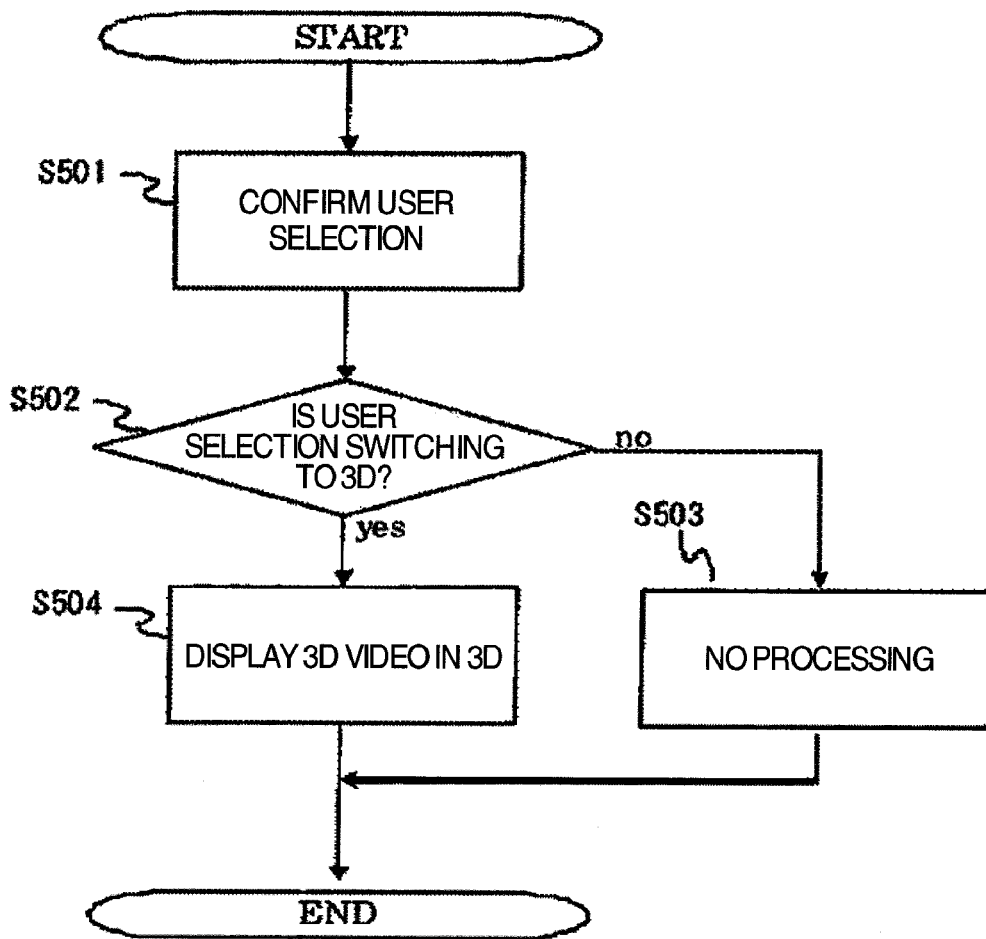 START
S501
CONFIRM USER
SELECTION
S502
IS USER
SELECTION SWITCHING
TO 3D?
no
yes
S503
S504
DISPLAY 3D VIDEO IN 3D
NO PROCESSING
END